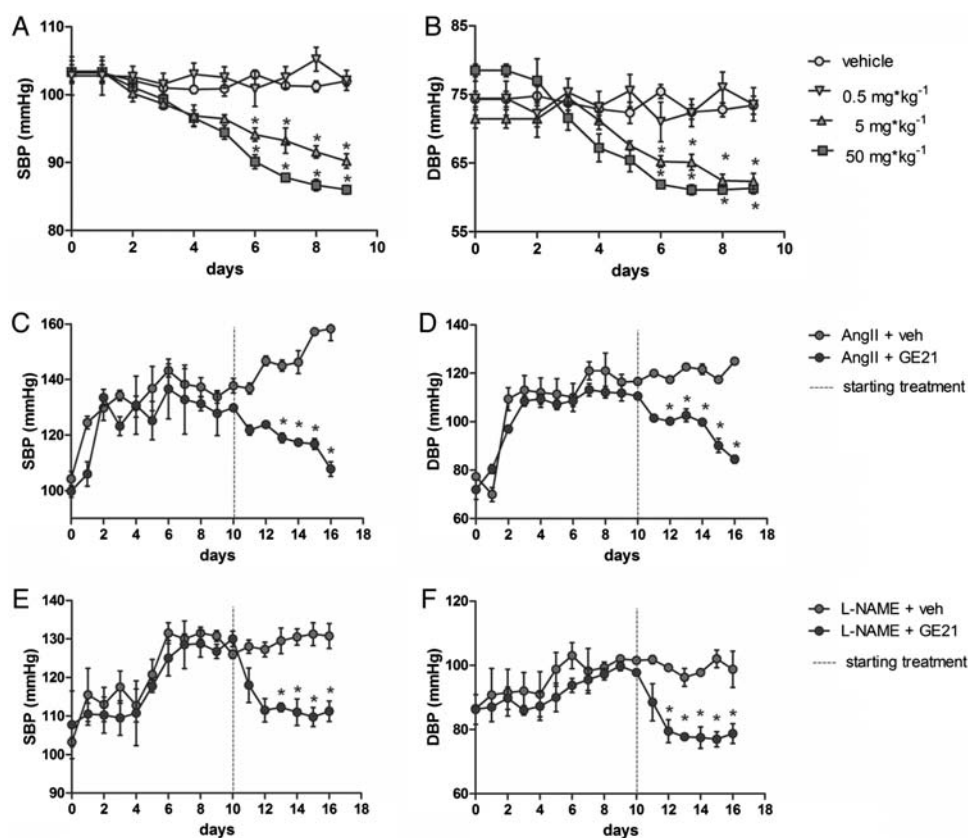 A
B
SBP (mmHg)
104
100
96
90
80
0
2
4
6
8
10
days
DBP (mmHg)
85
75
65
55
0
2
4
6
8
10
days
vehicle
0.5 mg*kg-1
5 mg*kg-1
50 mg*kg-1
* * * *
* * * *
* * * *
* * * *
C
D
SBP (mmHg)
160
140
120
100
0
2
4
6
8
10
12
14
16
18
days
* * * *
DBP (mmHg)
120
100
80
60
140
0
2
4
6
8
10
12
14
16
18
days
* * * * *
AngII + veh
AngII + GE21
starting treatment
E
F
SBP (mmHg)
140
130
120
110
100
90
0
2
4
6
8
10
12
14
16
18
days
* * * *
DBP (mmHg)
120
100
80
60
0
2
4
6
8
10
12
14
16
18
days
* * * * *
L-NAME + veh
L-NAME + GE21
starting treatment